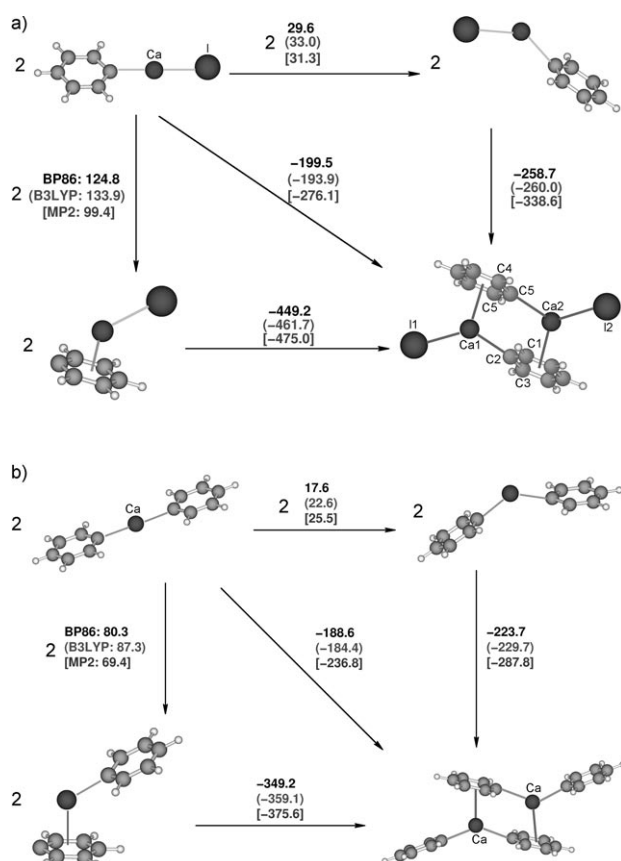 a)
2
Ca
I
2
29.6
(33.0)
[31.3]
2
2
BP86: 124.8
(B3LYP: 133.9)
[MP2: 99.4]
−199.5
(−193.9)
[−276.1]
−258.7
(−260.0)
[−338.6]
2
−449.2
(−461.7)
[−475.0]
C4
C5
C5
Ca2
I1
Ca1
I2
C2
C1
C3
b)
2
Ca
2
17.6
(22.6)
[25.5]
2
2
BP86: 80.3
(B3LYP: 87.3)
[MP2: 69.4]
−188.6
(−184.4)
[−236.8]
−223.7
(−229.7)
[−287.8]
2
−349.2
(−359.1)
[−375.6]
Ca
Ca